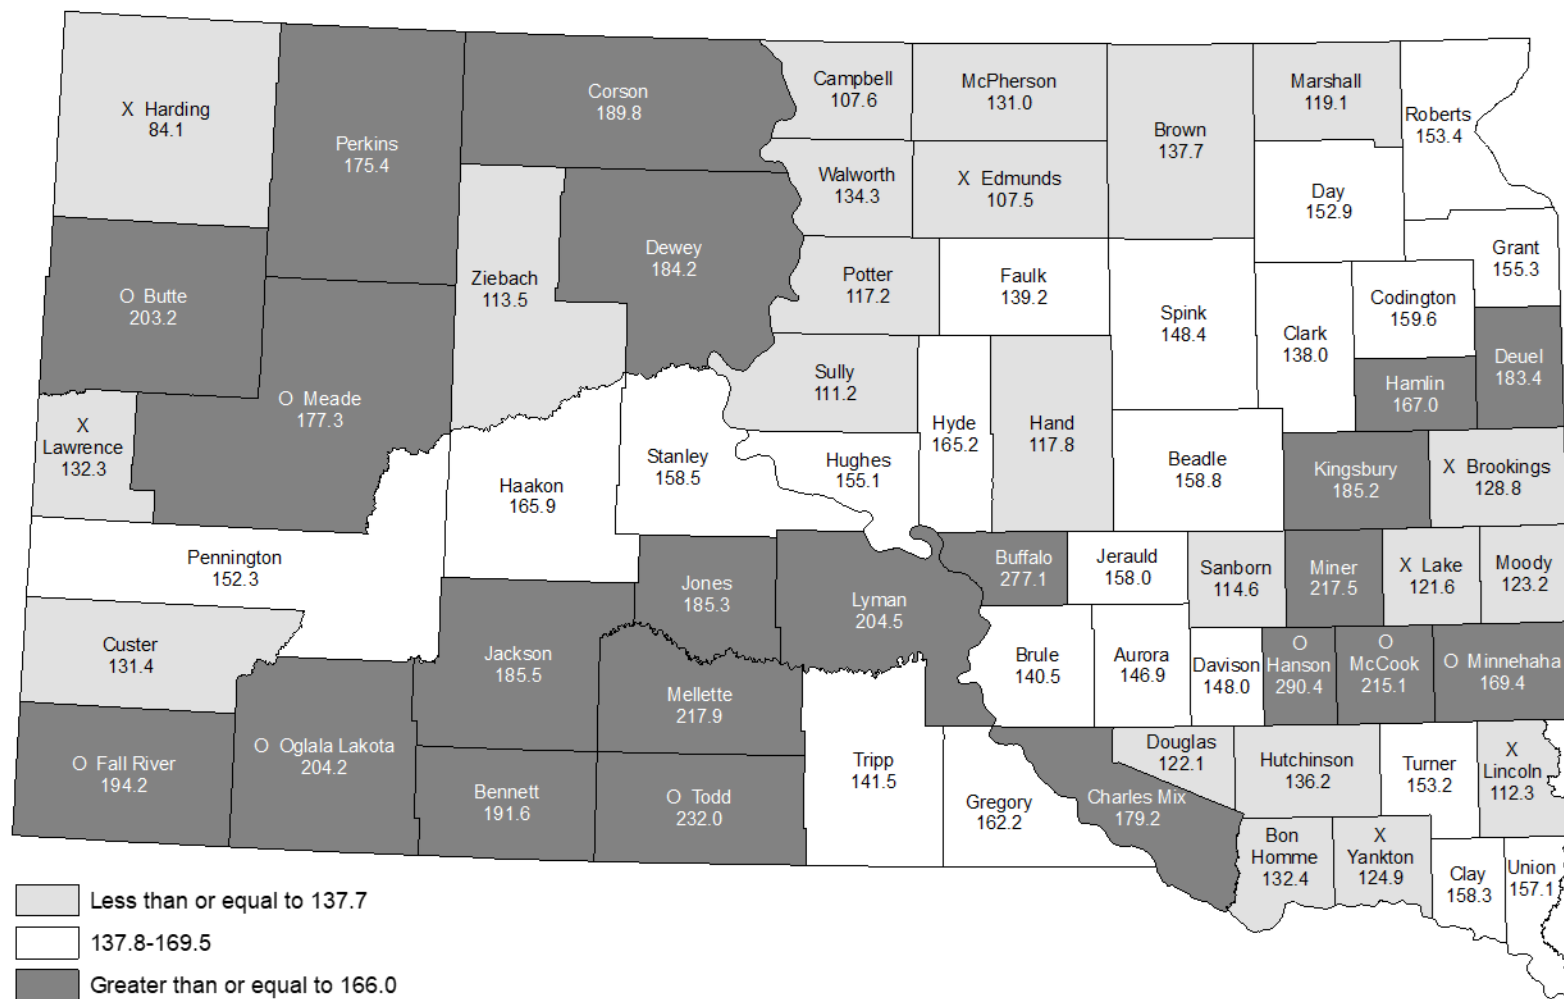 X Harding
84.1
Perkins
175.4
Corson
189.8
Campbell
107.6
McPherson
131.0
Brown
137.7
Marshall
119.1
Roberts
153.4
Walworth
134.3
X Edmunds
107.5
Day
152.9
Ziebach
113.5
Dewey
184.2
Potter
117.2
Faulk
139.2
Spink
148.4
Grant
155.3
Codington
159.6
Clark
138.0
Deuel
183.4
Hamlin
167.0
O Butte
203.2
O Meade
177.3
X
Lawrence
132.3
Sully
111.2
Hyde
165.2
Hand
117.8
Haakon
165.9
Stanley
158.5
Hughes
155.1
Beadle
158.8
Kingsbury
185.2
X Brookings
128.8
Pennington
152.3
Jones
185.3
Lyman
204.5
Buffalo
277.1
Jerauld
158.0
Sanborn
114.6
Miner
217.5
X Lake
121.6
Moody
123.2
Custer
131.4
Jackson
185.5
Mellette
217.9
Brule
140.5
Aurora
146.9
Davison
148.0
O
Hanson
290.4
O
McCook
215.1
O Minnehaha
169.4
O Fall River
194.2
O Oglala Lakota
204.2
Bennett
191.6
O Todd
232.0
Tripp
141.5
Gregory
162.2
Charles Mix
179.2
Douglas
122.1
Hutchinson
136.2
Turner
153.2
X
Lincoln
112.3
Bon
Homme
132.4
X
Yankton
124.9
Clay
158.3
Union
157.1
Less than or equal to 137.7
137.8-169.5
Greater than or equal to 166.0